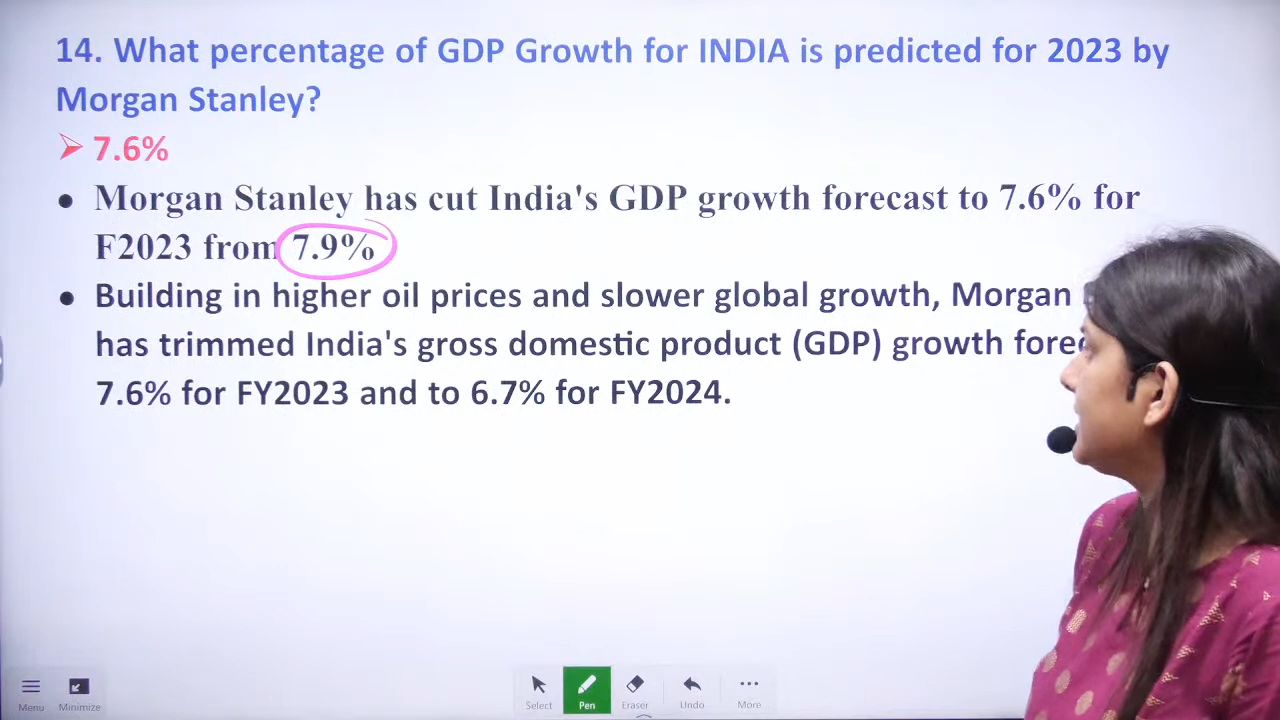 14. What percentage of GDP Growth for INDIA is predicted for 2023 by
Morgan Stanley?
7.6%
Morgan Stanley has cut India's GDP growth forecast to 7.6% for
F2023 from 7.9%
Building in higher oil prices and slower global growth, Morgan
has trimmed India's gross domestic product (GDP) growth
7.6% for FY2023 and to 6.7% for FY2024.
Menu
Minimize
Select
Pen
Eraser
Undo
More